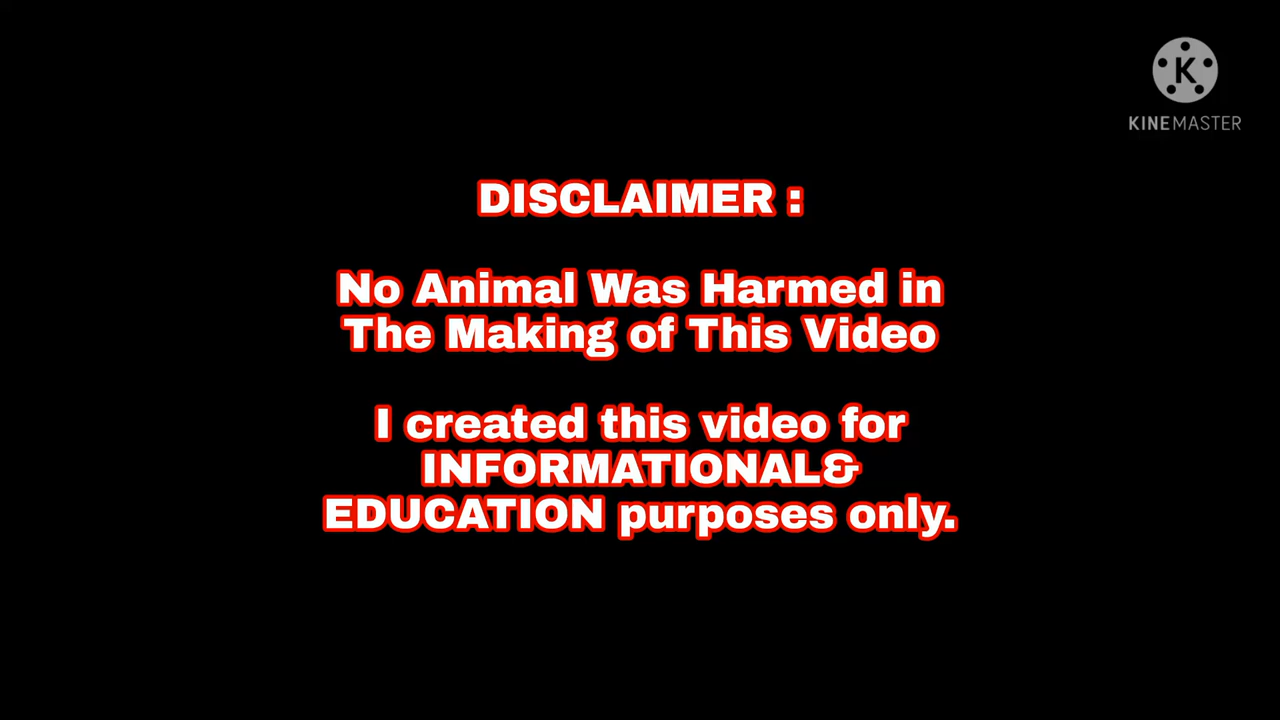 K
KINEMASTER
DISCLAIMER :
No Animal Was Harmed in
The Making of This Video
I created this video for
INFORMATIONAL&
EDUCATION purposes only.